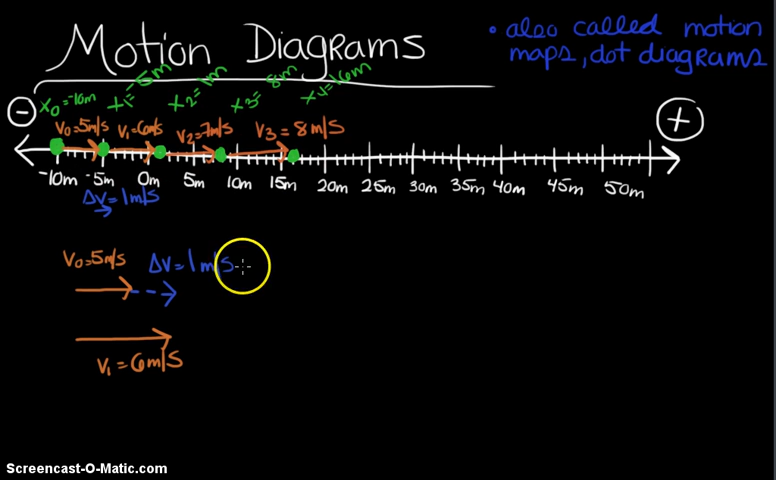 Motion Diagrams
• also called motion
maps, dot diagrams
x₀=-10m x₁=-5m x₂=1m x₃=8m x₄=16m
− +
v₀=5m/s v₁=6m/s v₂=7m/s v₃=8m/s
-10m -5m 0m 5m 10m 15m 20m 25m 30m 35m 40m 45m 50m
Δv=1m/s
v₀=5m/s Δv=1m/s
v₁=6m/s
Screencast-O-Matic.com